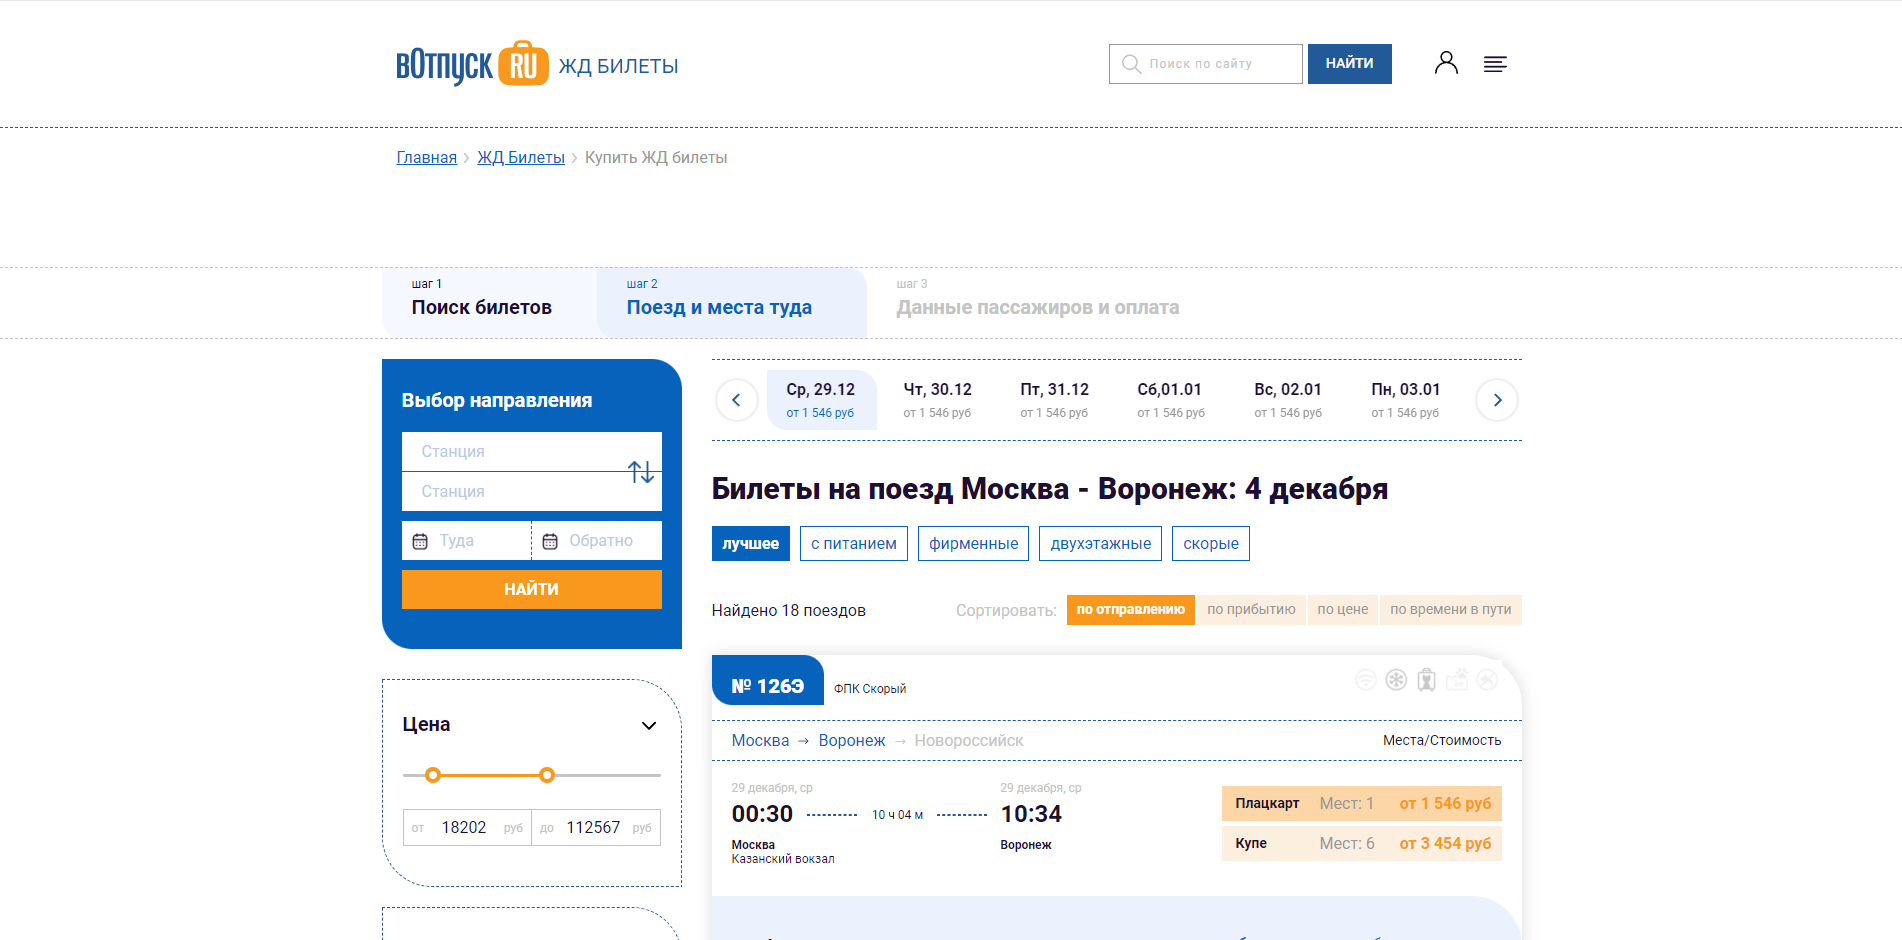 вОтпуск RU ЖД БИЛЕТЫ
Поиск по сайту
НАЙТИ
Главная > ЖД Билеты > Купить ЖД билеты
шаг 1
Поиск билетов
шаг 2
Поезд и места туда
шаг 3
Данные пассажиров и оплата
Выбор направления
Станция
Станция
Туда
Обратно
НАЙТИ
Цена
от 18202 руб до 112567 руб
Ср, 29.12
от 1 546 руб
Чт, 30.12
от 1 546 руб
Пт, 31.12
от 1 546 руб
Сб,01.01
от 1 546 руб
Вс, 02.01
от 1 546 руб
Пн, 03.01
от 1 546 руб
Билеты на поезд Москва - Воронеж: 4 декабря
лучшее с питанием фирменные двухэтажные скорые
Найдено 18 поездов
Сортировать: по отправлению по прибытию по цене по времени в пути
№ 126Э ФПК Скорый
Москва → Воронеж → Новороссийск
Места/Стоимость
29 декабря, ср
00:30
Москва
Казанский вокзал
10 ч 04 м
29 декабря, ср
10:34
Воронеж
Плацкарт Мест: 1 от 1 546 руб
Купе Мест: 6 от 3 454 руб